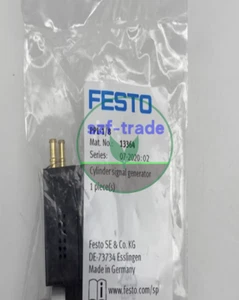 FESTO
srf-trade
Mat. No.: 13364
Series: 07-2020:02
Cylinder signal generator
1 piece(s)
Festo SE & Co. KG
DE-73734 Esslingen
Made in Germany
www.festo.com/sp